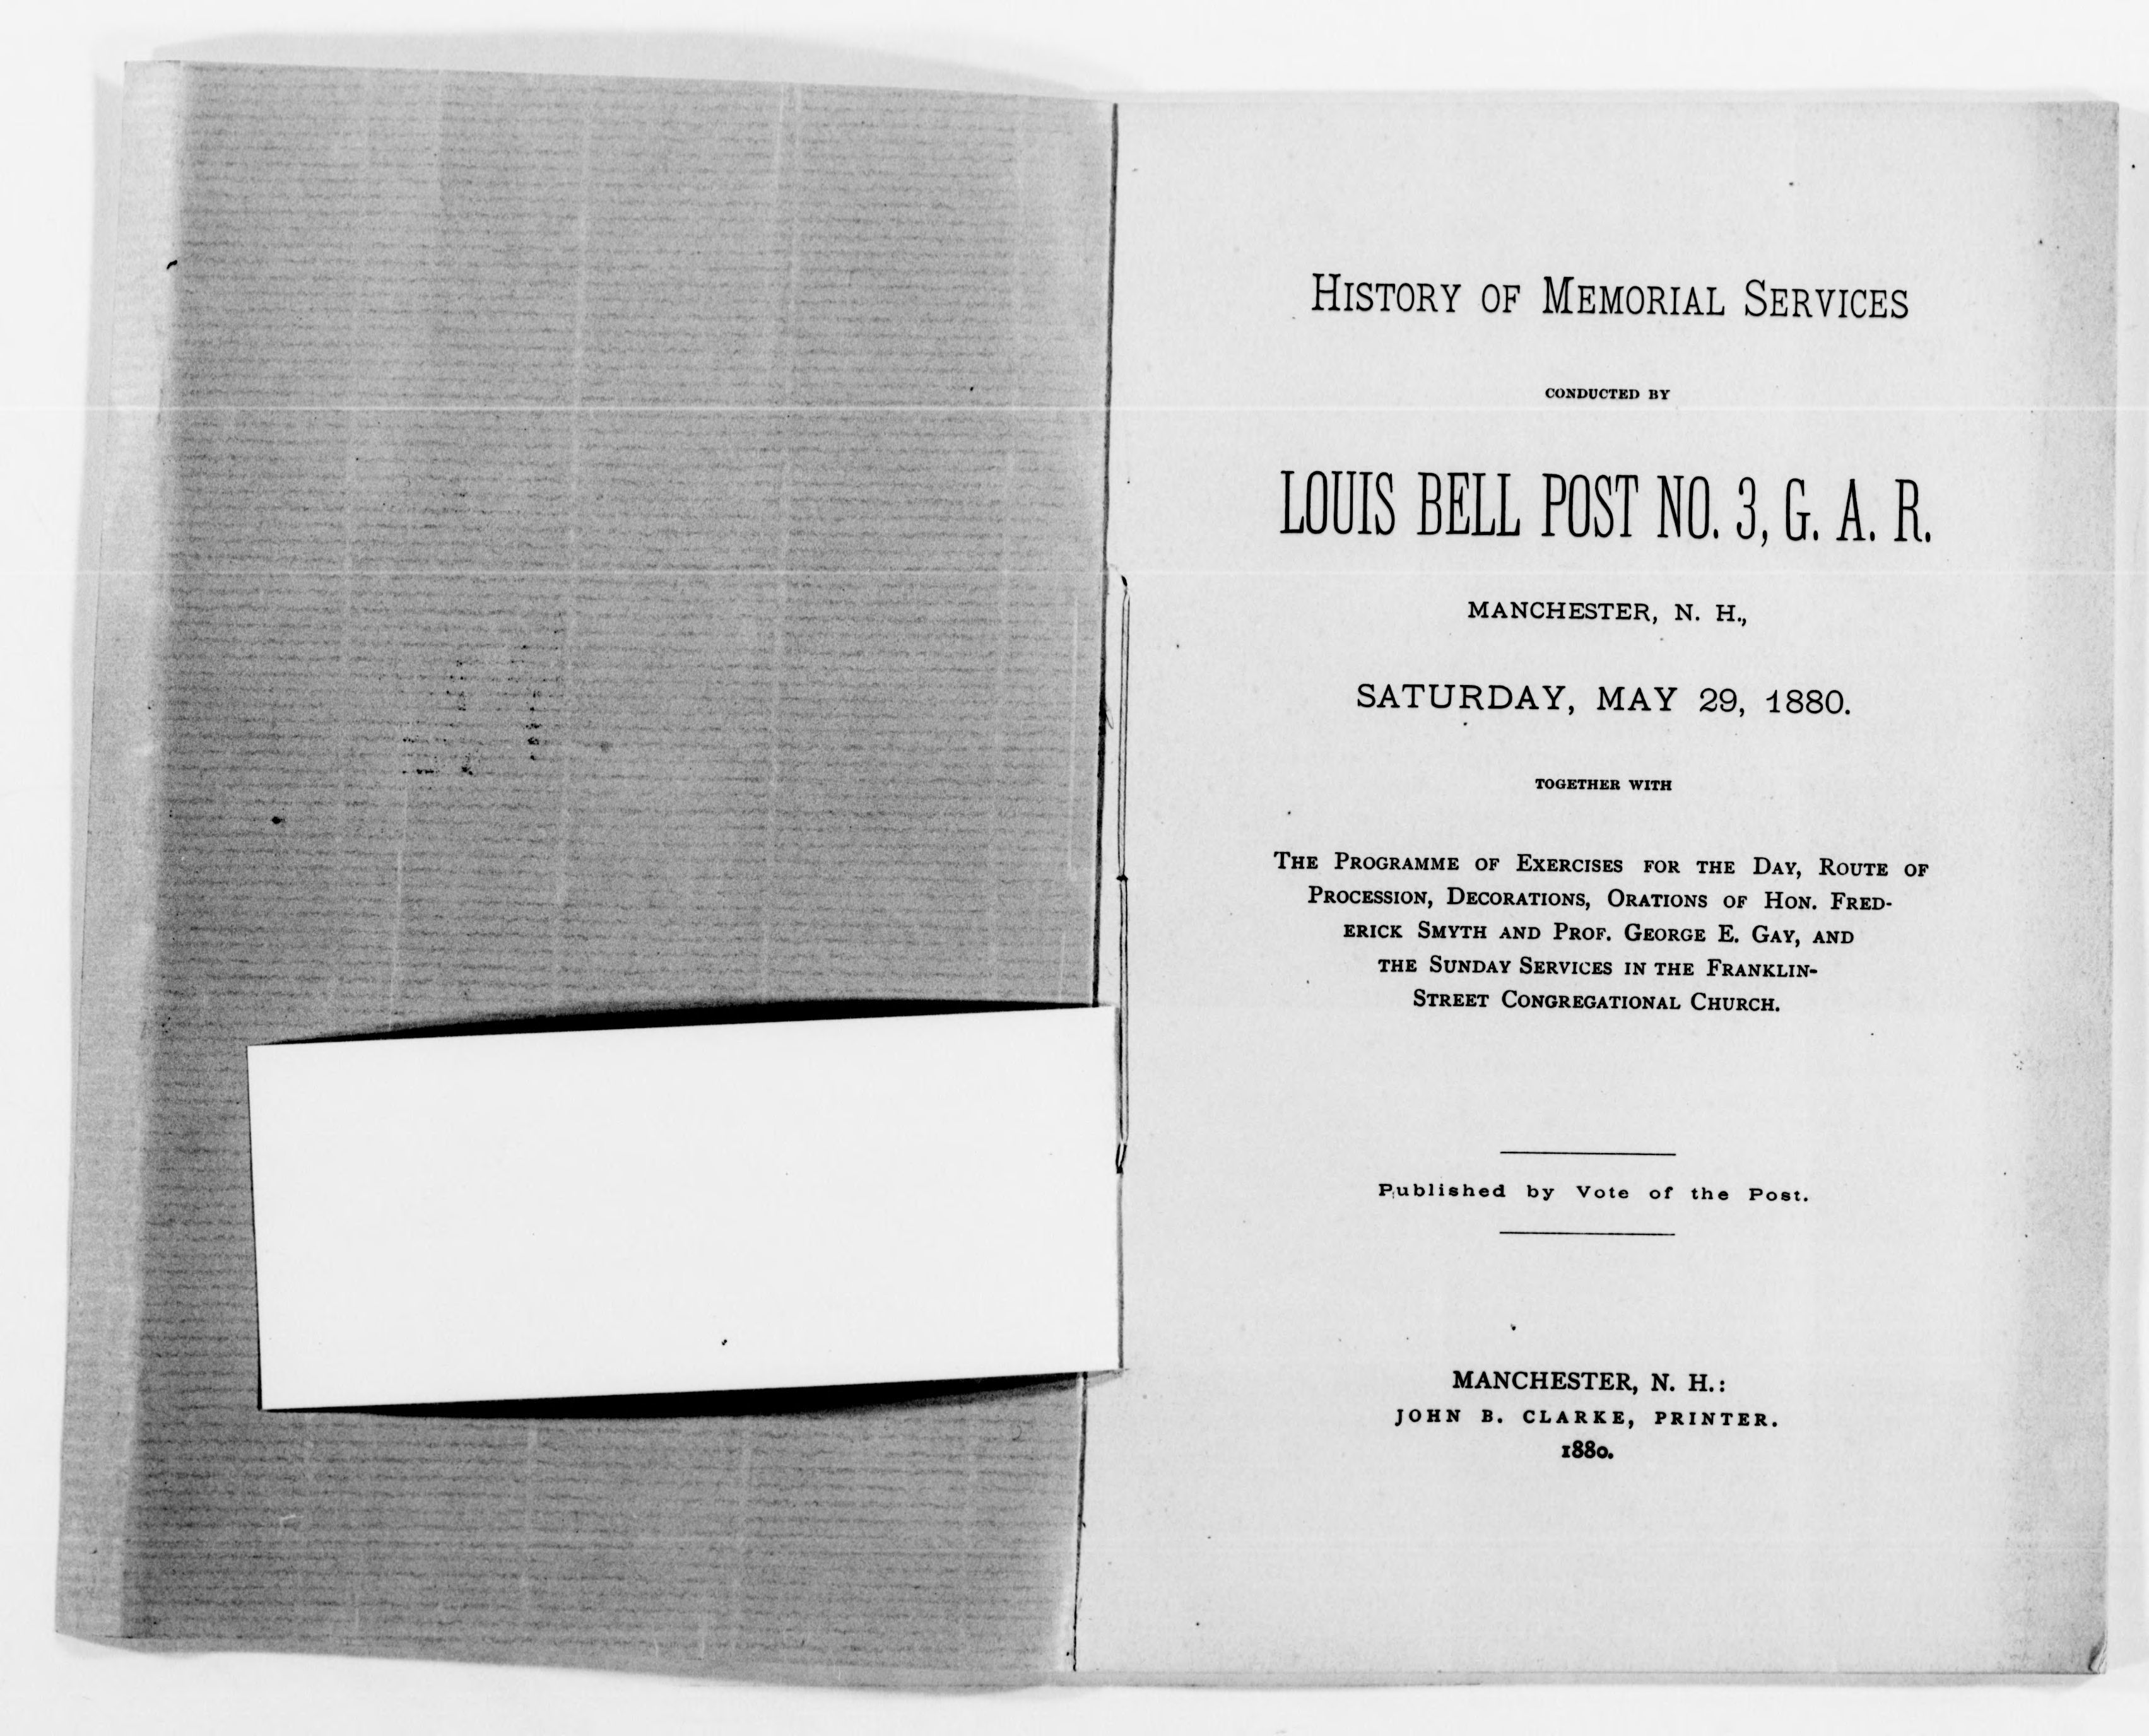 HISTORY OF MEMORIAL SERVICES
CONDUCTED BY
LOUIS BELL POST NO. 3, G. A. R.
MANCHESTER, N. H.,
SATURDAY, MAY 29, 1880.
TOGETHER WITH
THE PROGRAMME OF EXERCISES FOR THE DAY, ROUTE OF
PROCESSION, DECORATIONS, ORATIONS OF HON. FRED-
ERICK SMYTH AND PROF. GEORGE E. GAY, AND
THE SUNDAY SERVICES IN THE FRANKLIN-
STREET CONGREGATIONAL CHURCH.
Published by Vote of the Post.
MANCHESTER, N. H.:
JOHN B. CLARKE, PRINTER.
1880.